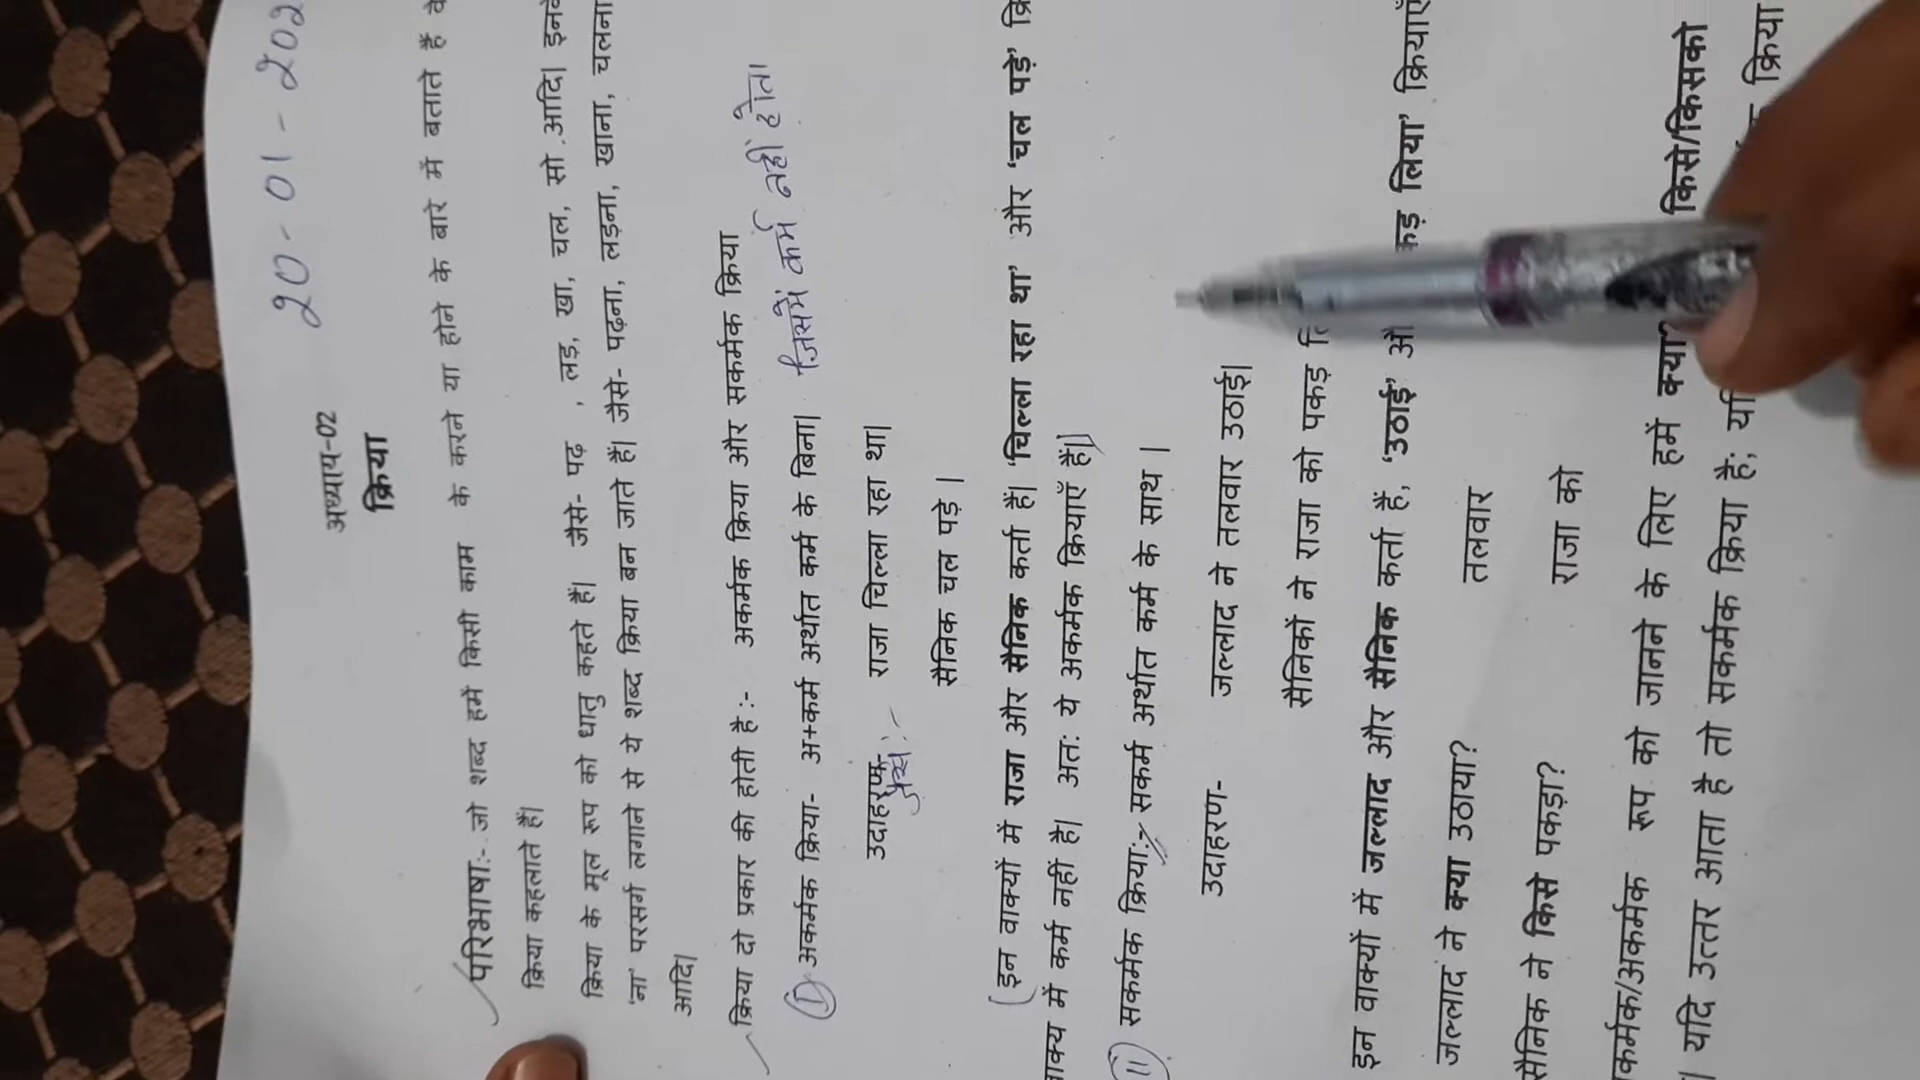 20-01-202
अध्याय-02
क्रिया
परिभाषा:- जो शब्द हमें किसी काम के करने या होने के बारे में बताते हैं वे
क्रिया कहलाते हैं।
क्रिया के मूल रूप को धातु कहते हैं। जैसे- पढ़ , लड़, खा, चल, सो .आदि। इनके
'ना' परसर्ग लगाने से ये शब्द क्रिया बन जाते हैं। जैसे- पढ़ना, लड़ना, खाना, चलना
आदि।
क्रिया दो प्रकार की होती है :- अकर्मक क्रिया और सकर्मक क्रिया
(i) अकर्मक क्रिया- अ+कर्म अर्थात कर्म के बिना। जिसमें कर्म नहीं होता।
उदाहरण- राजा चिल्ला रहा था।
जैसे :-
सैनिक चल पड़े |
(इन वाक्यों में राजा और सैनिक कर्ता हैं। 'चिल्ला रहा था' और 'चल पड़े' क्रि
वाक्य में कर्म नहीं है। अत: ये अकर्मक क्रियाएँ हैं।)
(ii) सकर्मक क्रिया:- सकर्म अर्थात कर्म के साथ |
उदाहरण- जल्लाद ने तलवार उठाई।
सैनिकों ने राजा को पकड़ लि
इन वाक्यों में जल्लाद और सैनिक कर्ता हैं, 'उठाई' औ कड़ लिया' क्रियाएँ
जल्लाद ने क्या उठाया? तलवार
सैनिक ने किसे पकड़ा? राजा को
कर्मक/अकर्मक रूप को जानने के लिए हमें क्या? किसे/किसको
। यदि उत्तर आता है तो सकर्मक क्रिया है; यदि क्रिया